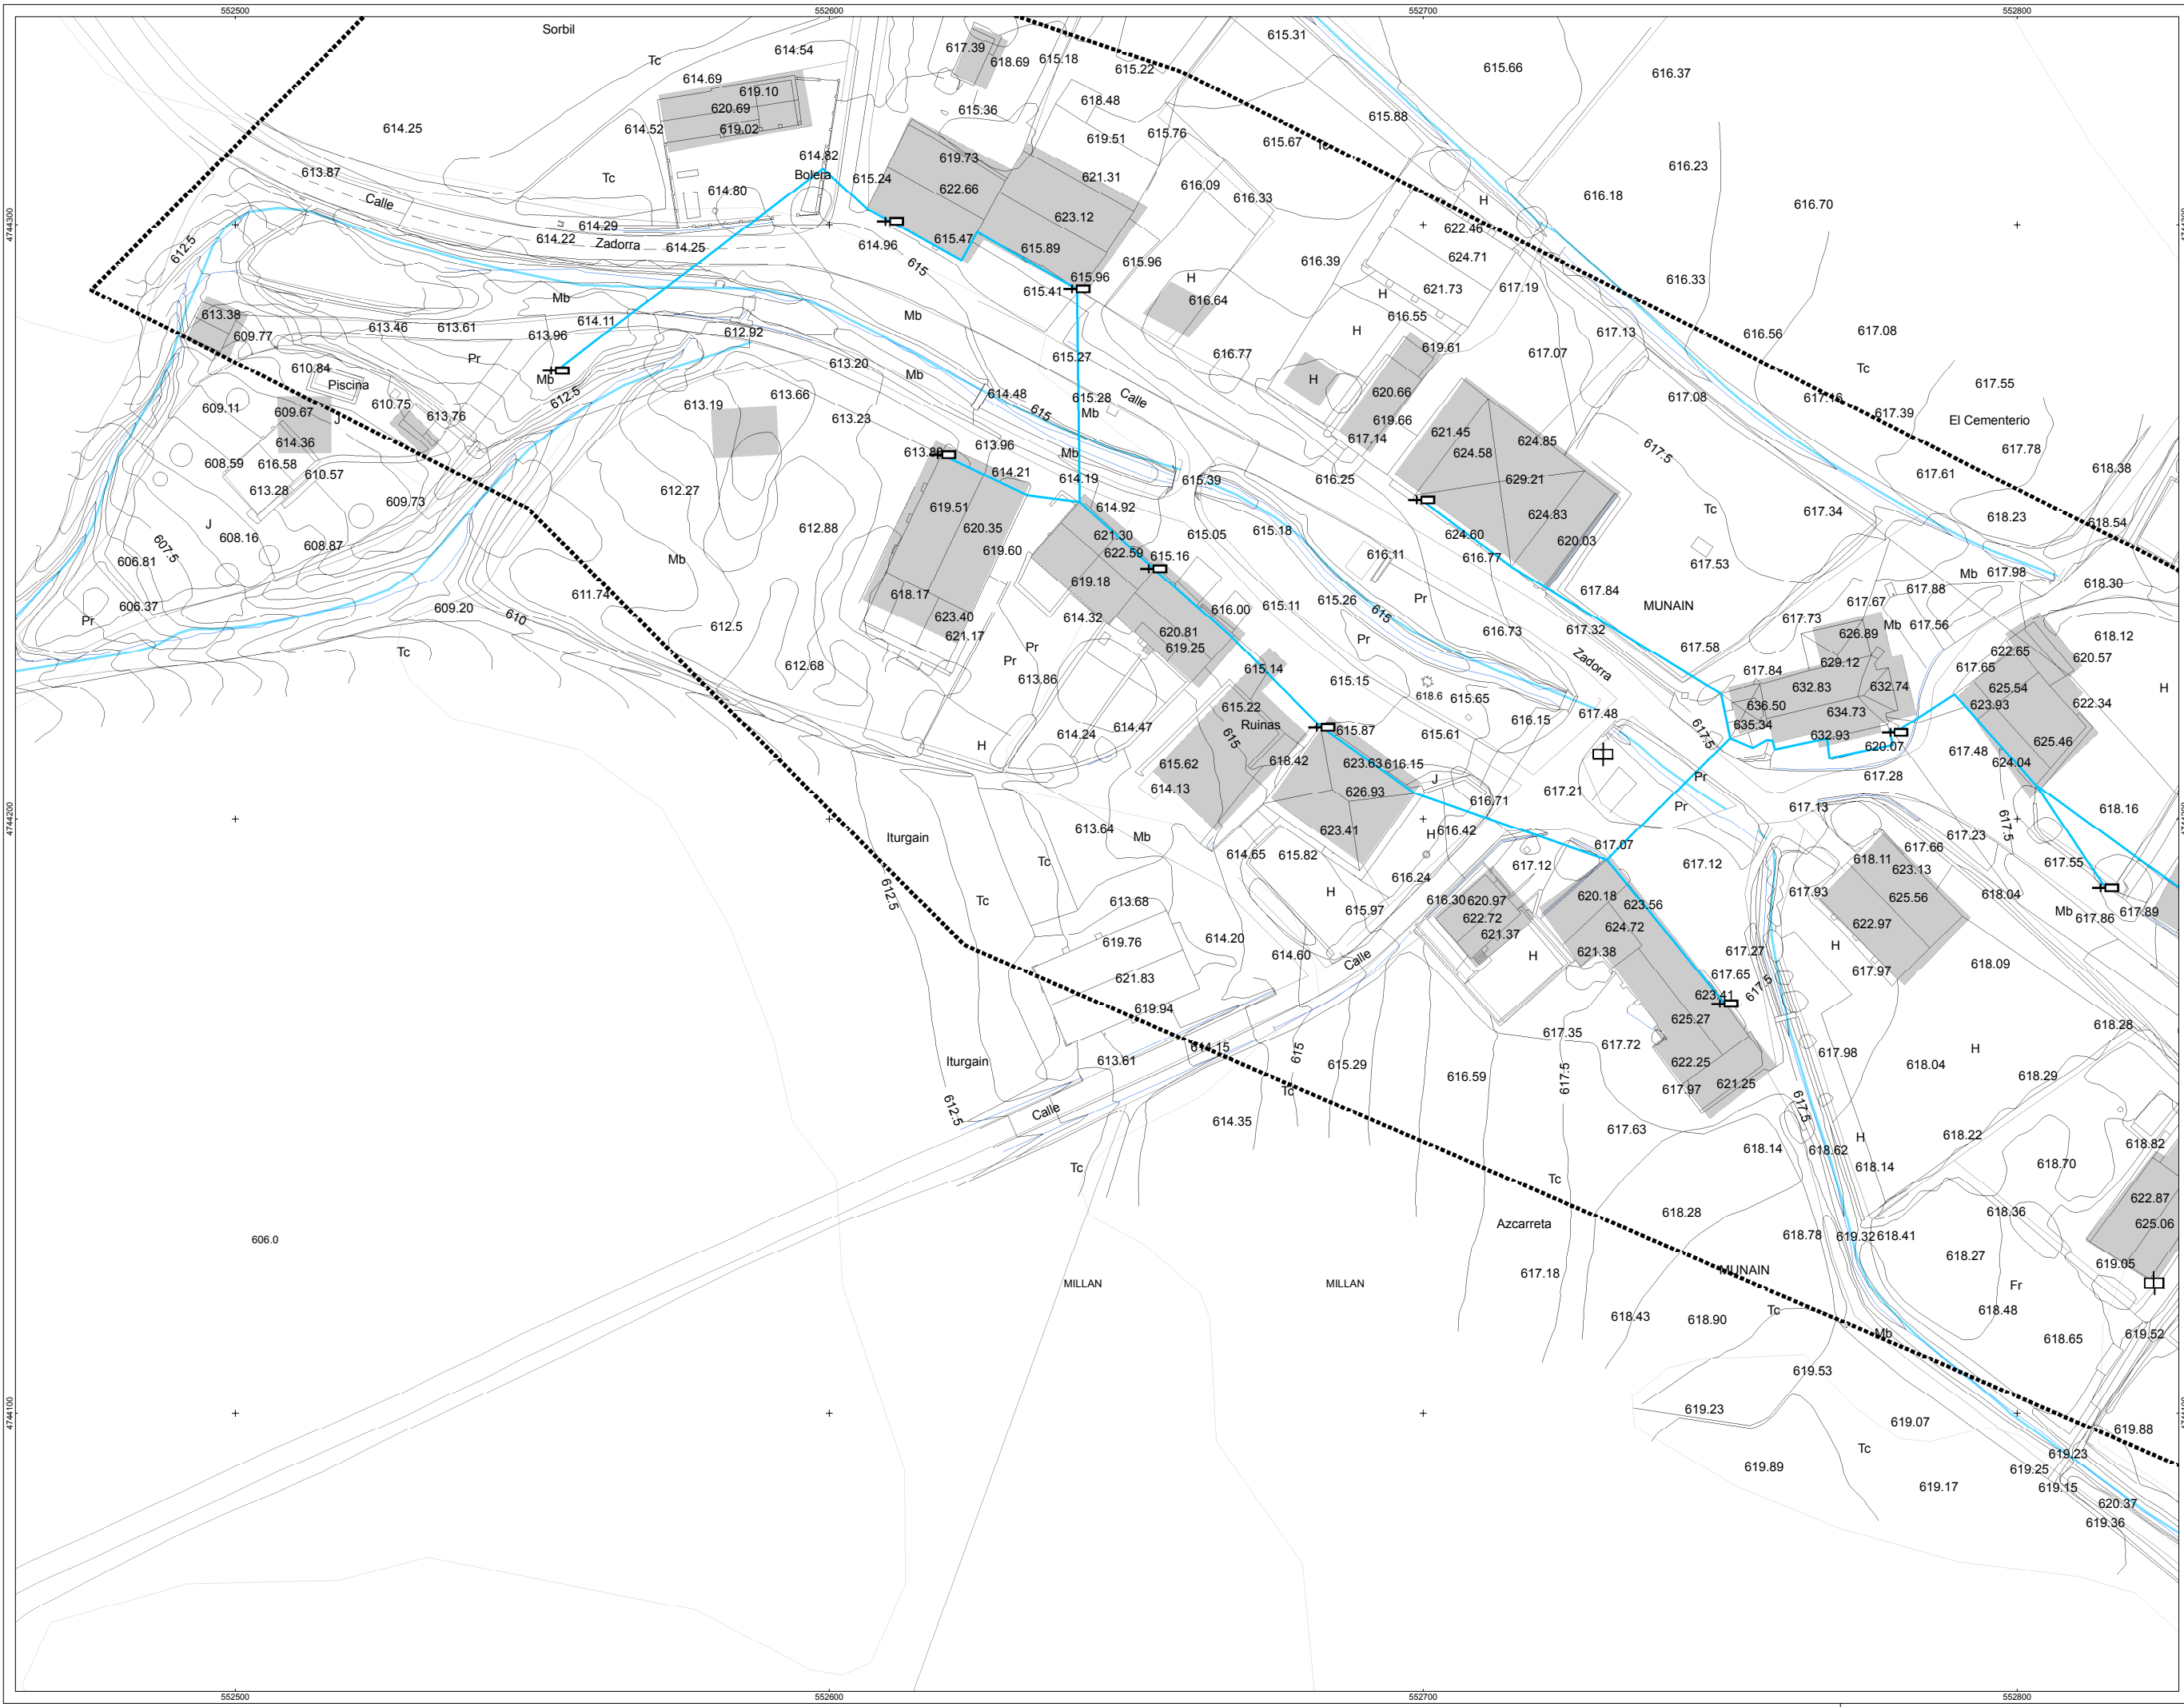 552500 552600 552700 552800
Sorbil
615.31
614.54 617.39 615.18
Tc 618.69 615.22 615.66 616.37
614.69
619.10 618.48
620.69 615.36 615.88
614.25 614.52 619.02 619.51 615.76 615.67 Tc
614.82 619.73 616.23
613.87 Bolera 615.24 621.31 616.09
Tc 614.80 622.66 616.33 H 616.18 616.70
Calle 623.12
4744300 614.29 622.46
614.22 Zadorra 614.25 614.96 615.47 615.89 624.71
612.5 615 615.96 615.96 616.39 616.33
615.41 H 621.73 617.19
Mb H 616.64
613.38 614.11 Mb 616.55
613.46 613.61 613.96 612.92 H 617.13 616.56 617.08
609.77 615.27 616.77 619.61 617.07
Pr 613.20 Tc
610.84 Mb Mb H 617.55
Piscina 612.5 613.66 614.48 615.28 Calle 620.66 617.08 617.16
609.11 609.67 610.75 613.76 613.19 613.23 615 Mb 619.66 617.39 El Cementerio
J 617.14 621.45 624.85
614.36 613.96 624.58 617.5 617.78
608.59 616.58 613.88 Mb 617.61 618.38
610.57 614.21 614.19 615.39 616.25 629.21
613.28 612.27 609.73 619.51 614.92 617.34 618.23 618.54
J 612.88 620.35 621.30 615.05 615.18 624.83 Tc
608.16 607.5 608.87 619.60 622.59 615.16 616.11 624.60 620.03
606.81 Mb 616.77 617.53 Mb 617.98
619.18 618.30
606.37 611.74 618.17 616.00 615.11 615.26 615 Pr 617.84 MUNAIN 617.67 617.88
Pr 609.20 610 623.40 614.32 617.73 Mb
612.5 621.17 620.81 616.73 617.32 626.89 617.56 618.12
Tc Pr 619.25 Pr 617.58 622.65
612.68 Pr 615.14 Zadorra 617.84 629.12 617.65 620.57
613.86 615.15 632.83 632.74 625.54 H
615.22 618.6 615.65 636.50 623.93 622.34
614.47 Ruinas 617.48 634.73
614.24 615 615.87 615.61 616.15 617.5 635.34 632.93
H 620.07 617.48 625.46
615.62 618.42 623.63 616.15 624.04
614.13 J Pr 617.28
626.93 616.71 617.21 Pr 617.13 618.16
4744200 613.64 Mb 623.41 H 616.42 617.23 617.5
Iturgain 617.07
Tc 614.65 615.82 617.12 617.12 618.11 617.66 617.55
623.13
612.5 616.24 617.93
Tc 613.68 H 616.30 620.97 620.18 623.56 625.56 618.04
615.97 622.72 622.97 Mb 617.86 617.89
619.76 614.20 621.37 624.72
614.60 Calle H 621.38 617.27 H
621.83 617.65 617.97 618.09
619.94 623.41 617.5
625.27
613.61 614.15 617.35 618.28
Iturgain 615 615.29 617.72 617.98 618.04 H
616.59 617.5 622.25 618.29
612.5 Calle Tc 617.97 621.25
614.35 617.63 617.5 618.22
618.14 618.62 H 618.82
Tc 618.14 618.70
Tc 622.87
Azcarreta 618.28 618.36
618.78 619.32 618.41 625.06
606.0 618.27
617.18 MUNAIN 619.05
MILLAN MILLAN Fr
618.43 618.90 Tc 618.48
Mb 618.65 619.52
619.53
4744100 619.23 619.07 619.88
Tc 619.23
619.89 619.25
619.17 619.15
620.37
619.36
552500 552600 552700 552800